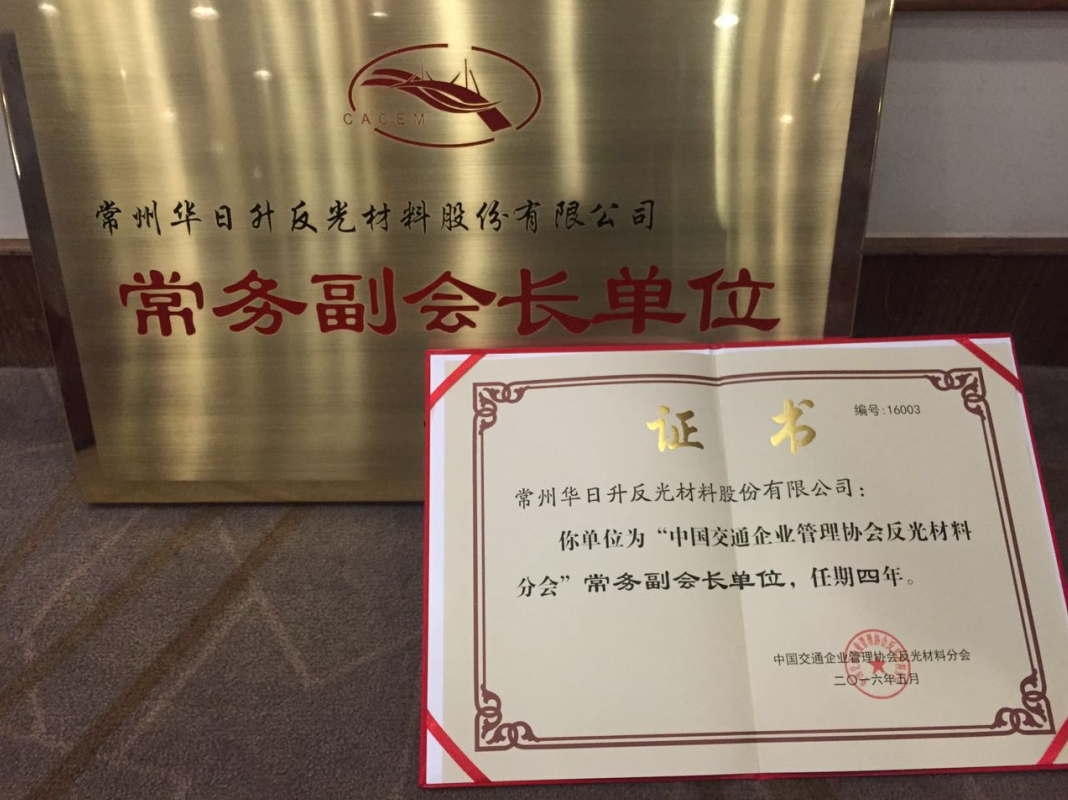 CACEM
常州华日升反光材料股份有限公司
常务副会长单位
证 书
编号:16003
常州华日升反光材料股份有限公司:
你单位为“中国交通企业管理协会反光材料
分会”常务副会长单位，任期四年。
中国交通企业管理协会反光材料分会
二〇一六年五月